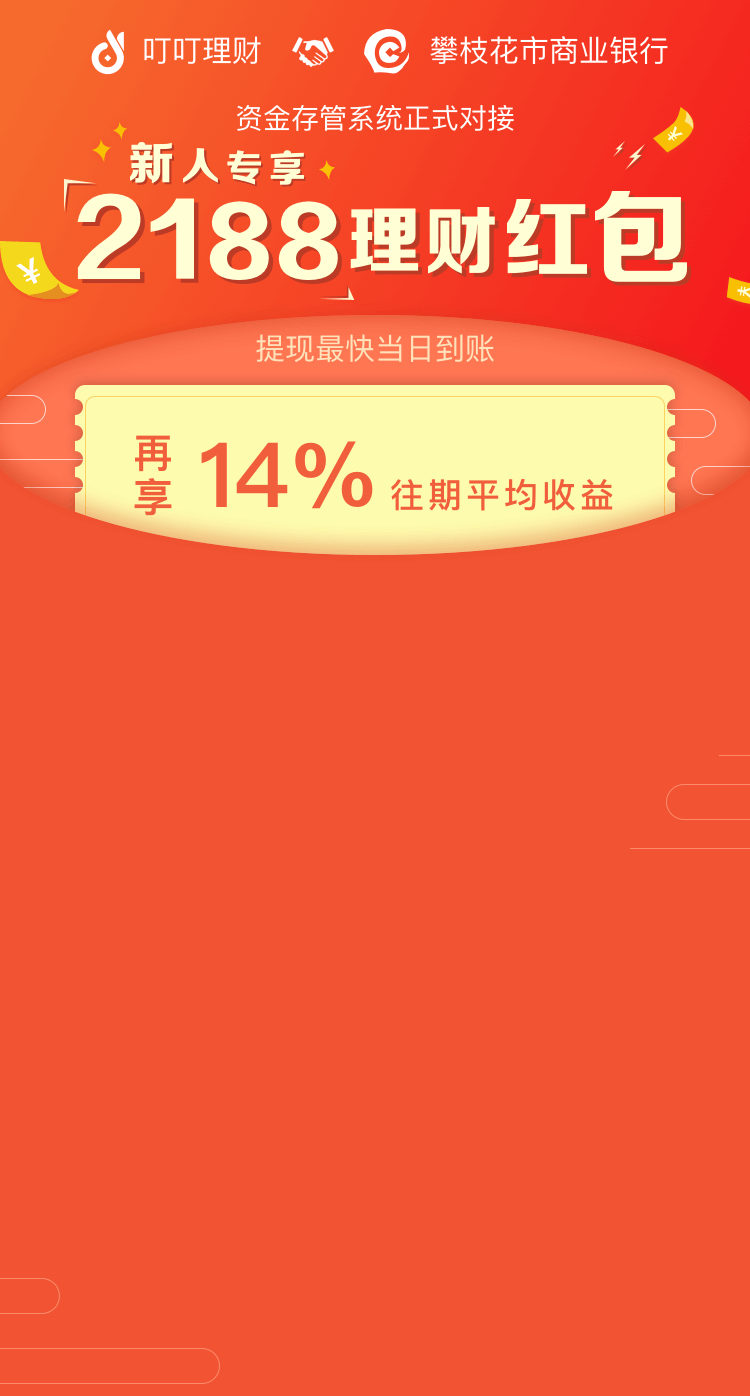 叮叮理财 攀枝花市商业银行
资金存管系统正式对接
新人专享
2188理财红包
提现最快当日到账
再享 14% 往期平均收益